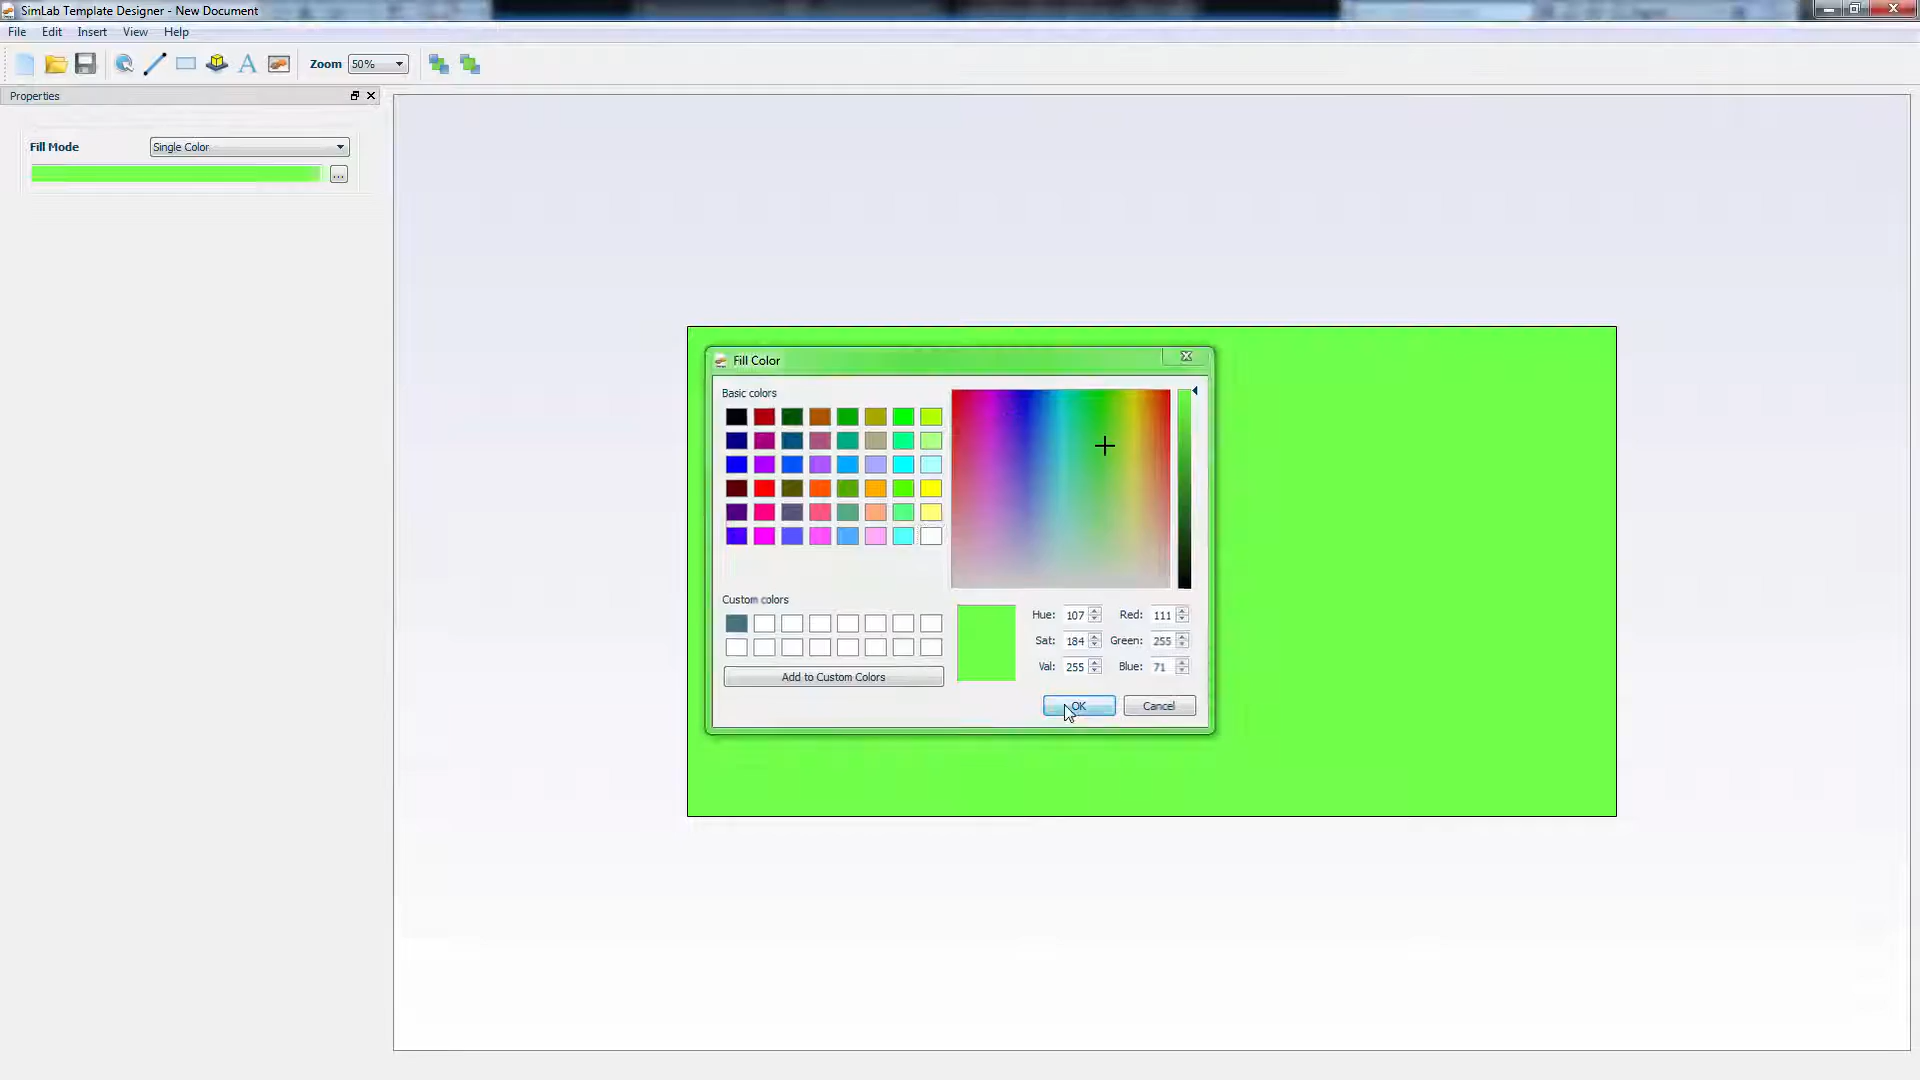 SimLab Template Designer - New Document
File Edit Insert View Help
Zoom 50%
Properties
Fill Mode Single Color
...
Fill Color
Basic colors
Custom colors
Hue: 107 Red: 111
Sat: 184 Green: 255
Val: 255 Blue: 71
Add to Custom Colors
OK Cancel